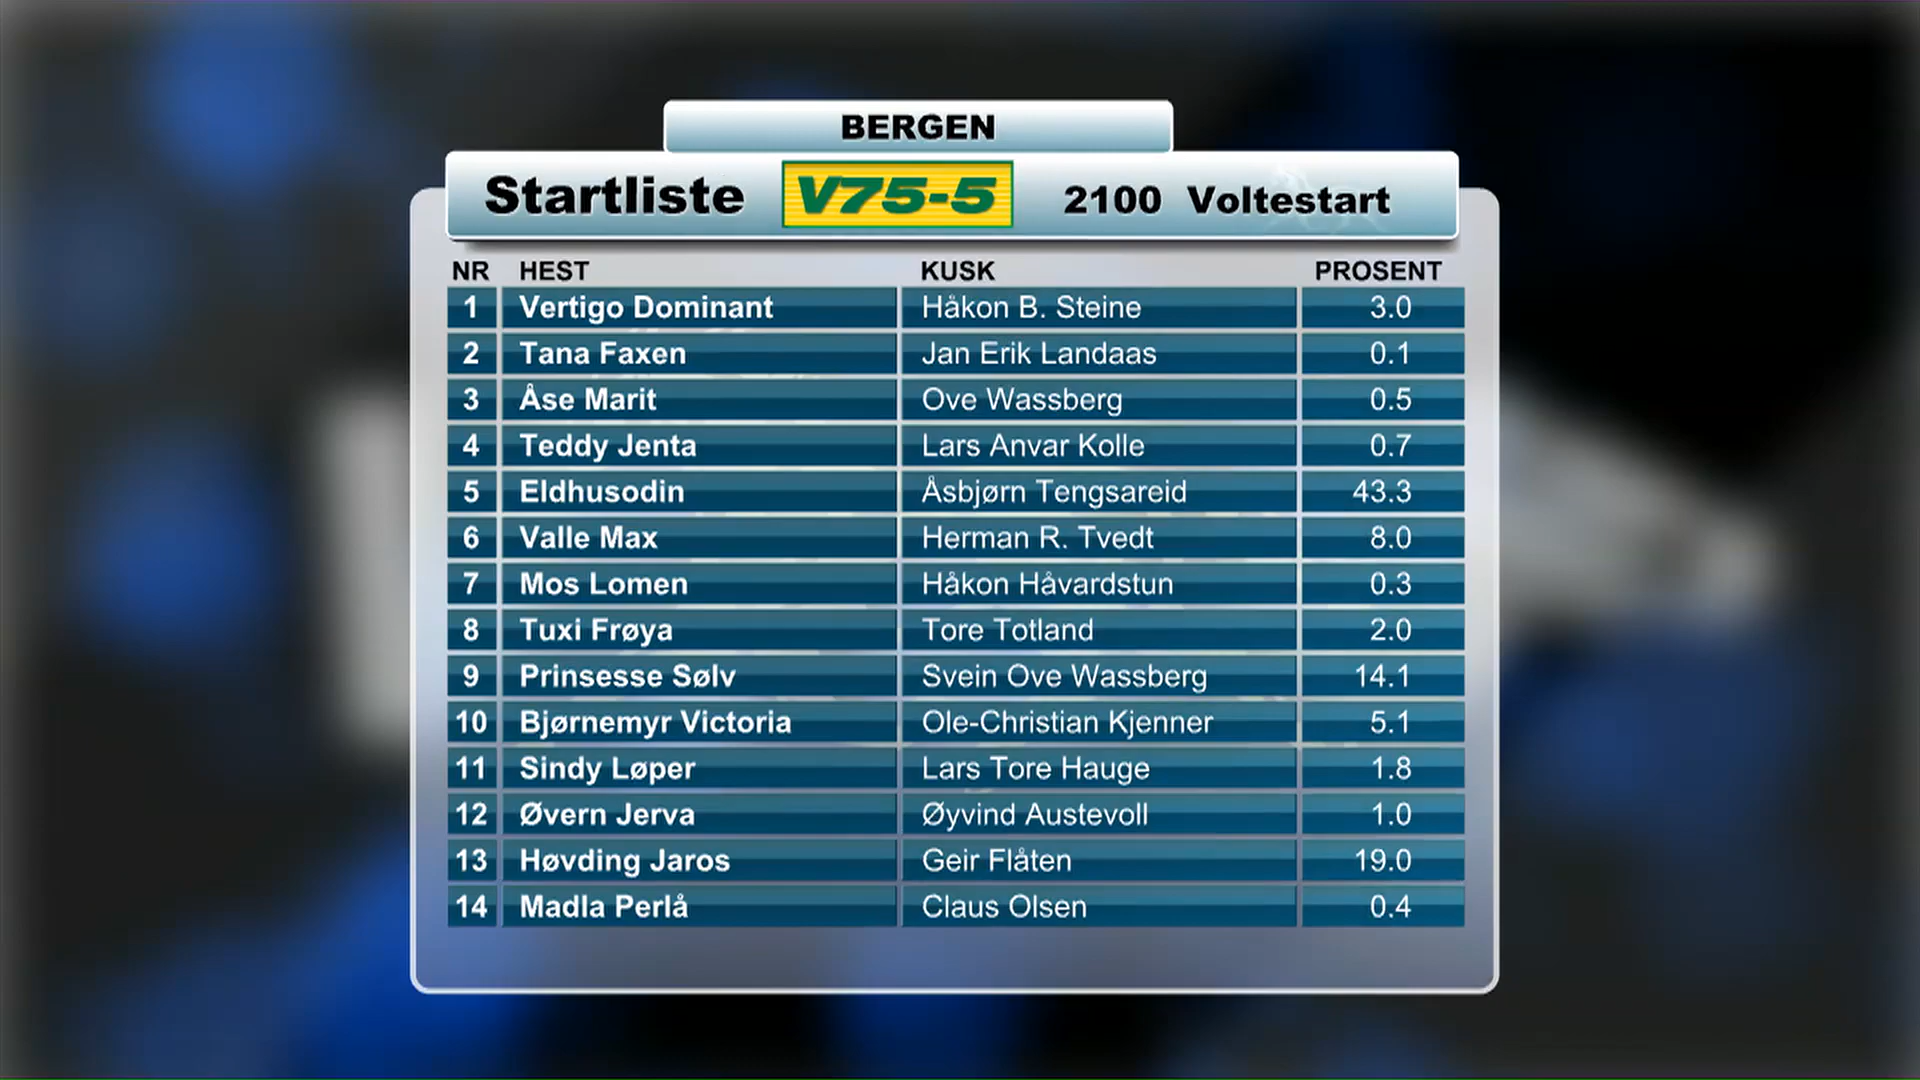 BERGEN
Startliste V75-5 2100 Voltestart
NR HEST KUSK PROSENT
1 Vertigo Dominant Håkon B. Steine 3.0
2 Tana Faxen Jan Erik Landaas 0.1
3 Åse Marit Ove Wassberg 0.5
4 Teddy Jenta Lars Anvar Kolle 0.7
5 Eldhusodin Åsbjørn Tengsareid 43.3
6 Valle Max Herman R. Tvedt 8.0
7 Mos Lomen Håkon Håvardstun 0.3
8 Tuxi Frøya Tore Totland 2.0
9 Prinsesse Sølv Svein Ove Wassberg 14.1
10 Bjørnemyr Victoria Ole-Christian Kjenner 5.1
11 Sindy Løper Lars Tore Hauge 1.8
12 Øvern Jerva Øyvind Austevoll 1.0
13 Høvding Jaros Geir Flåten 19.0
14 Madla Perlå Claus Olsen 0.4